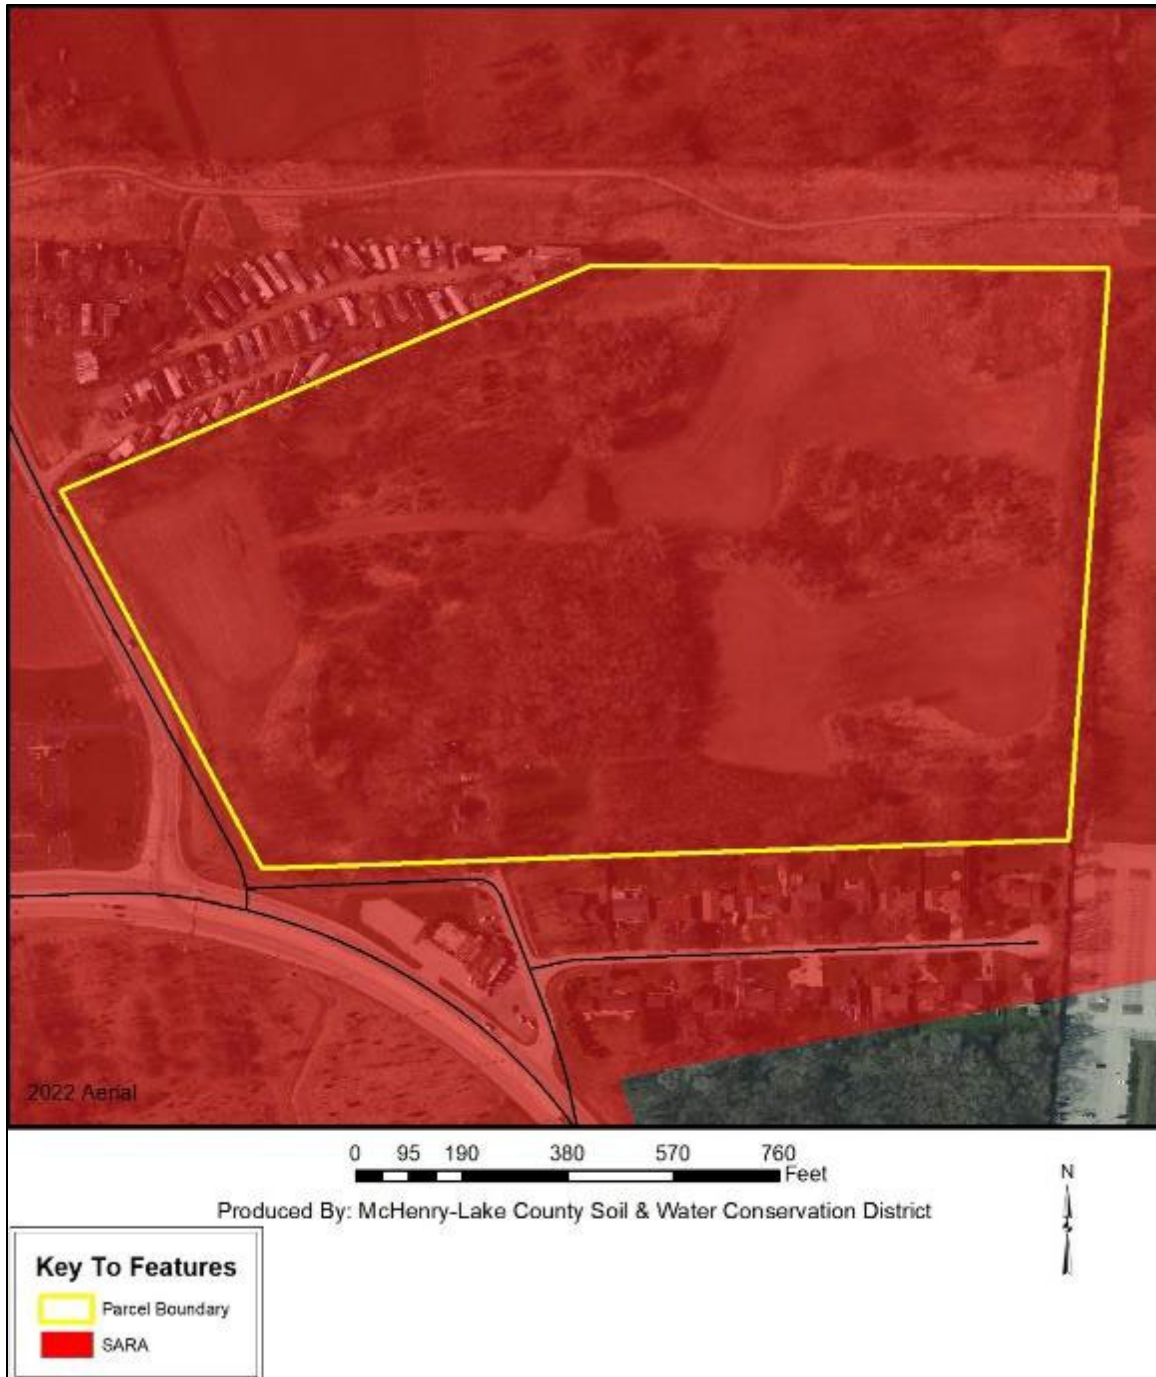 2022 Aerial
0 95 190 380 570 760
Feet
N
Produced By: McHenry-Lake County Soil & Water Conservation District
Key To Features
Parcel Boundary
SARA